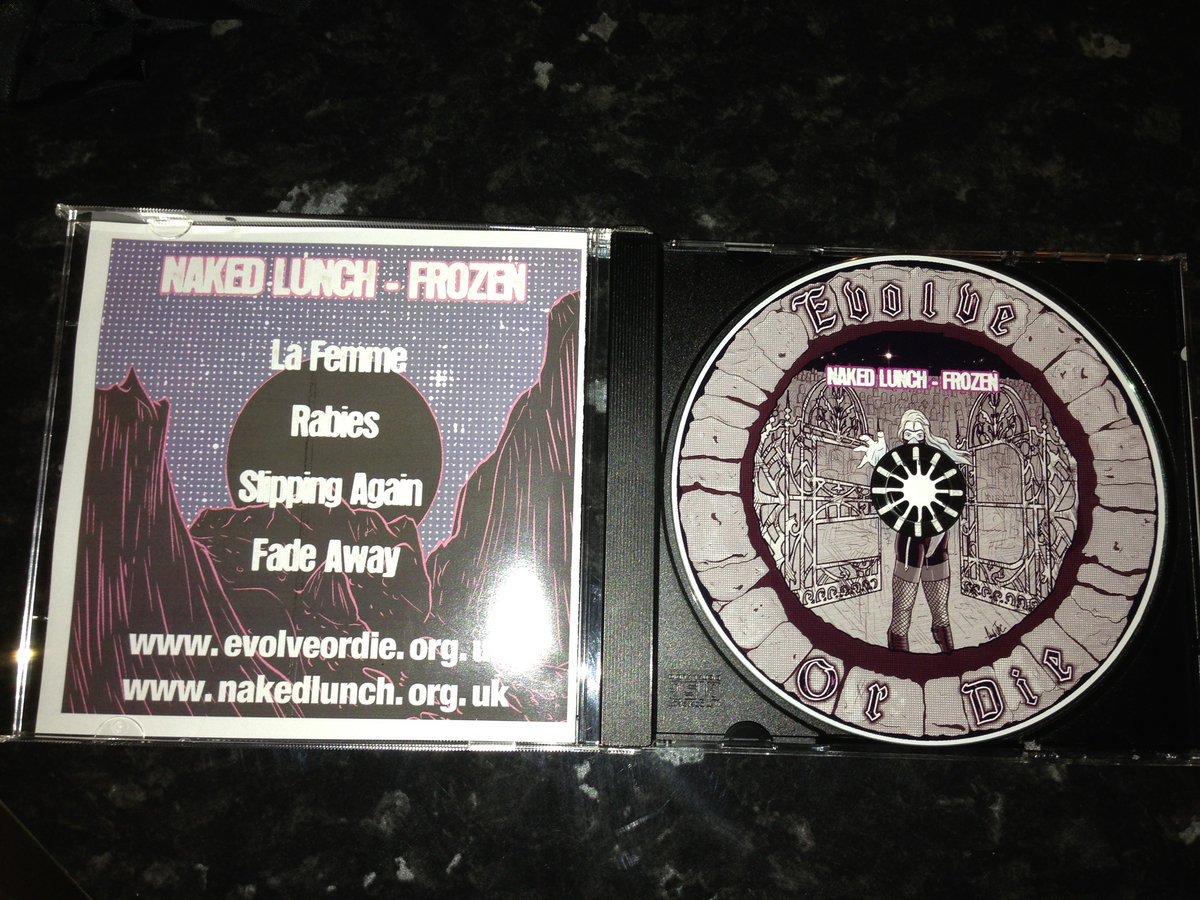 NAKED LUNCH - FROZEN
La Femme
Rabies
Slipping Again
Fade Away
www.evolveordie.org.u
www.nakedlunch.org.uk
Evolve
NAKED LUNCH - FROZEN
Or Die